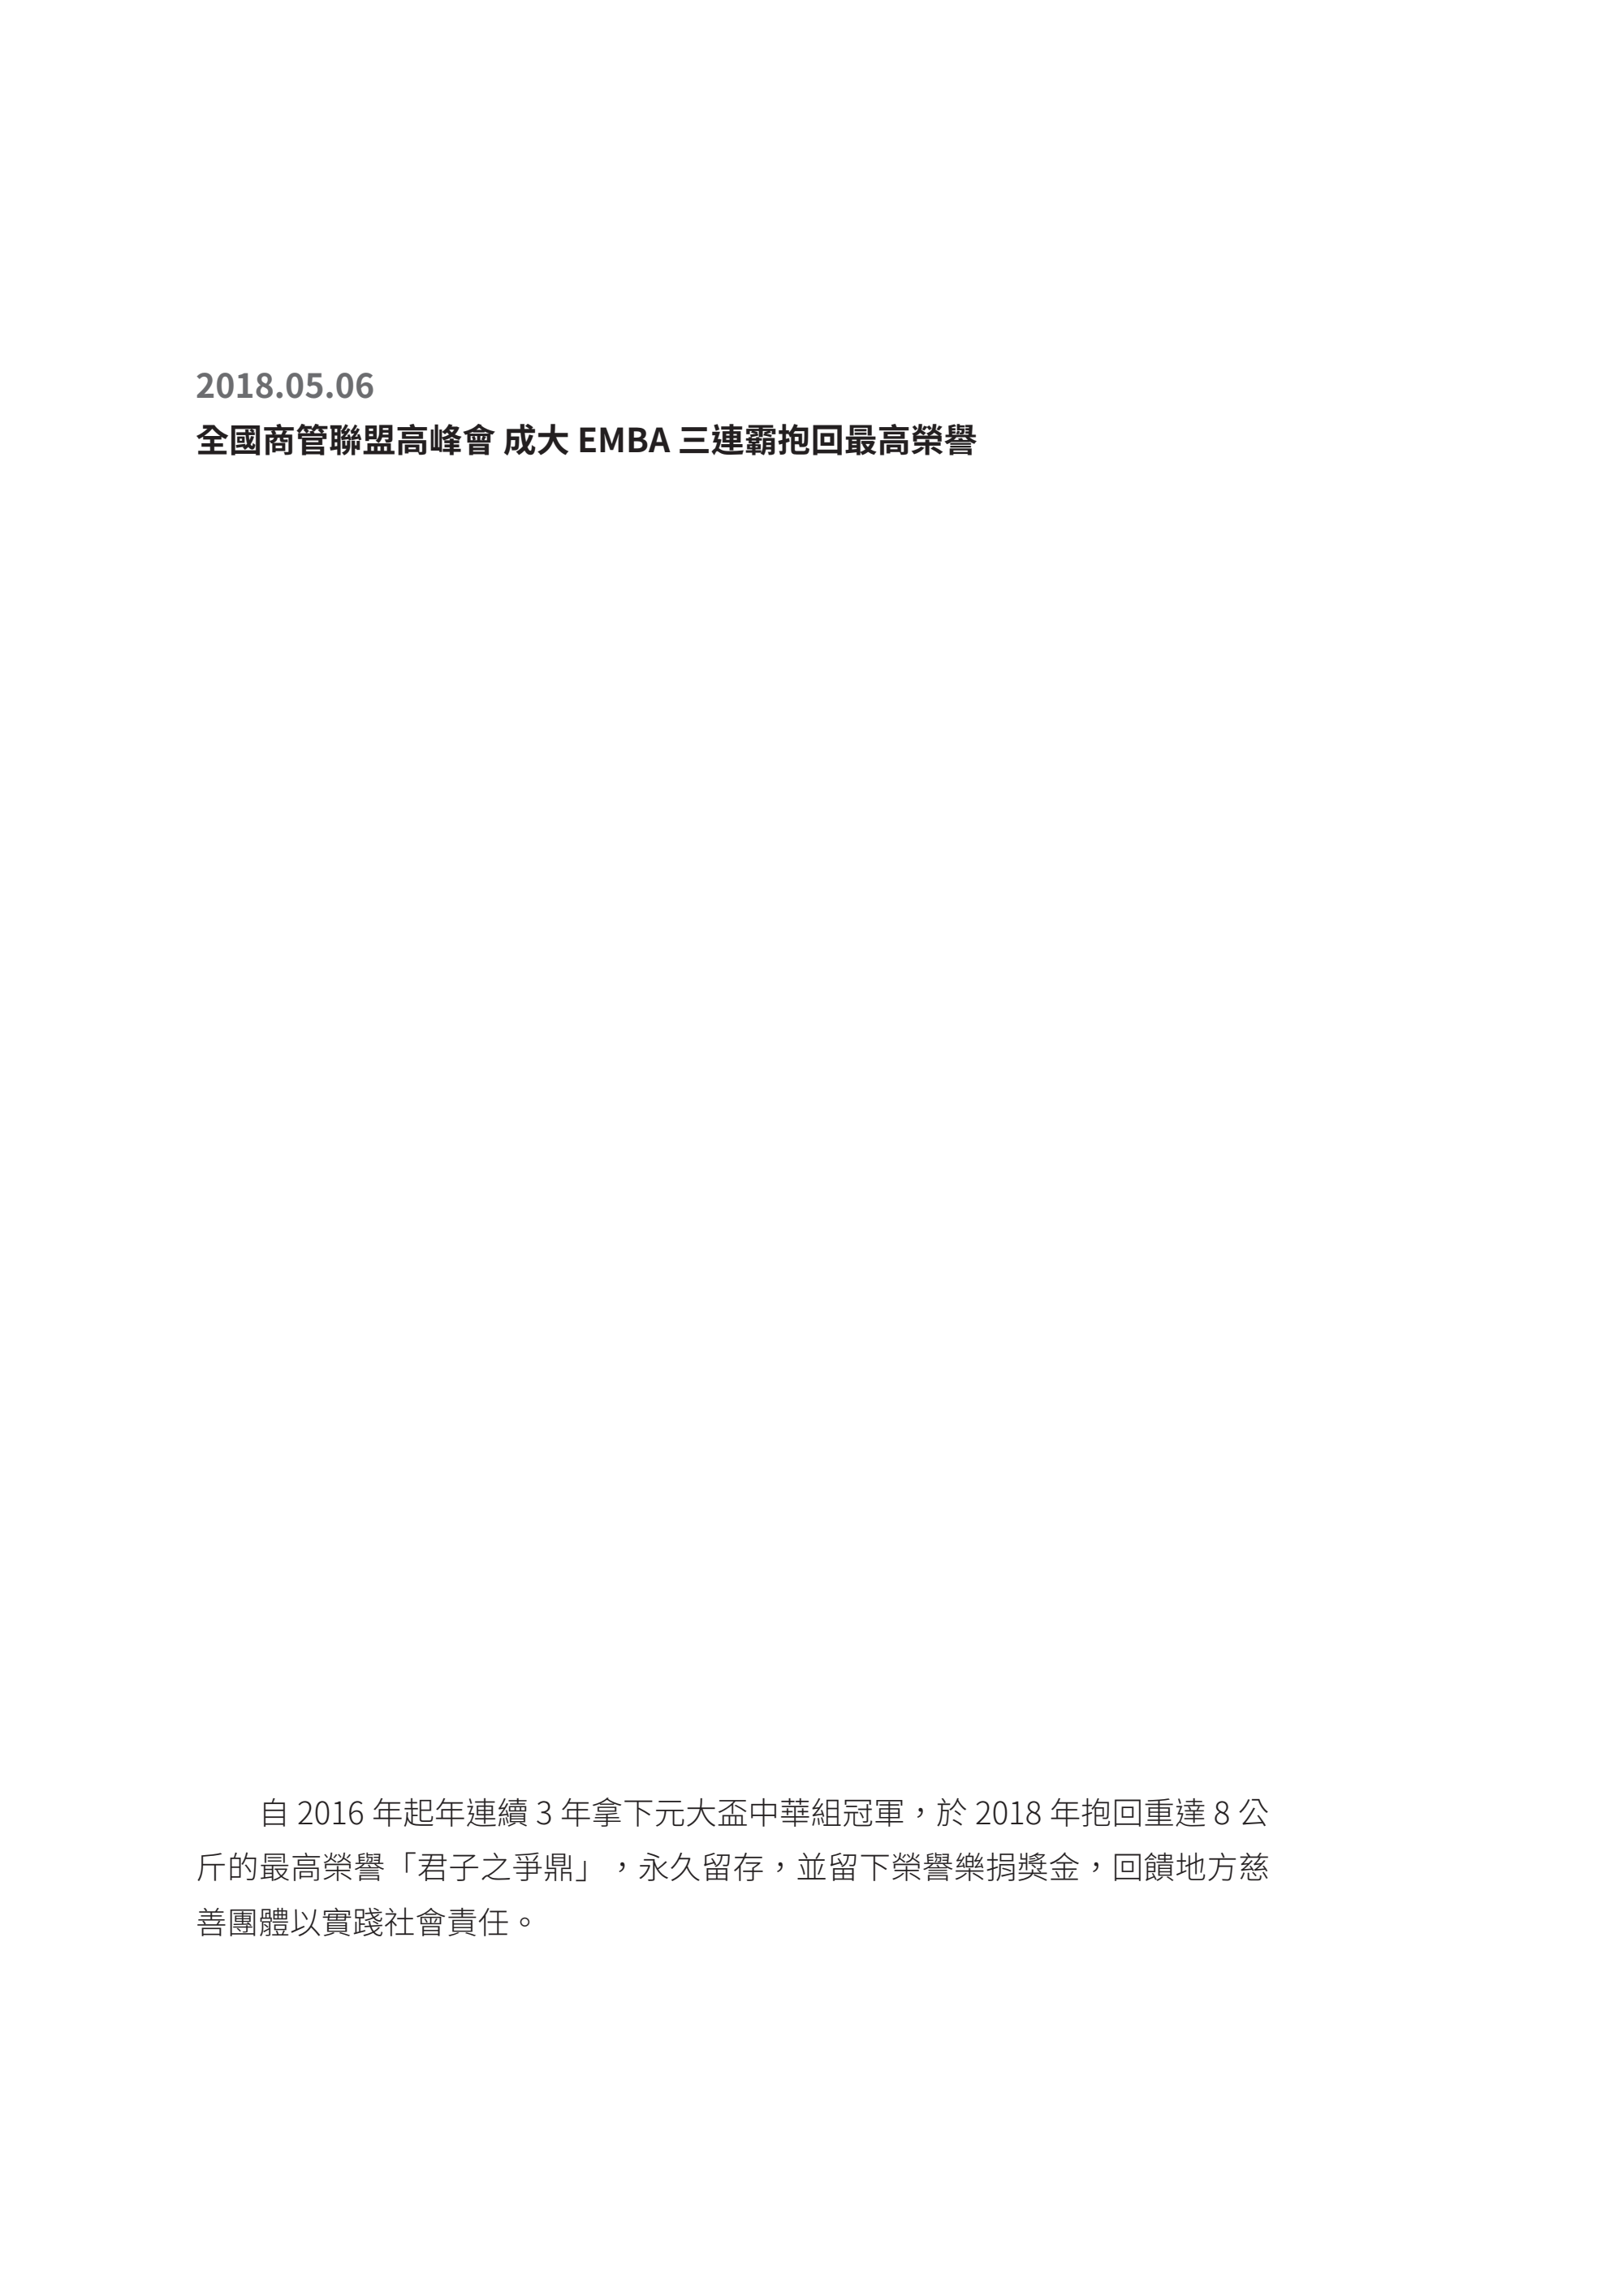 2018.05.06
全國商管聯盟高峰會 成大 EMBA 三連霸抱回最高榮譽
自 2016 年起年連續 3 年拿下元大盃中華組冠軍，於 2018 年抱回重達 8 公
斤的最高榮譽「君子之爭鼎」，永久留存，並留下榮譽樂捐獎金，回饋地方慈
善團體以實踐社會責任。